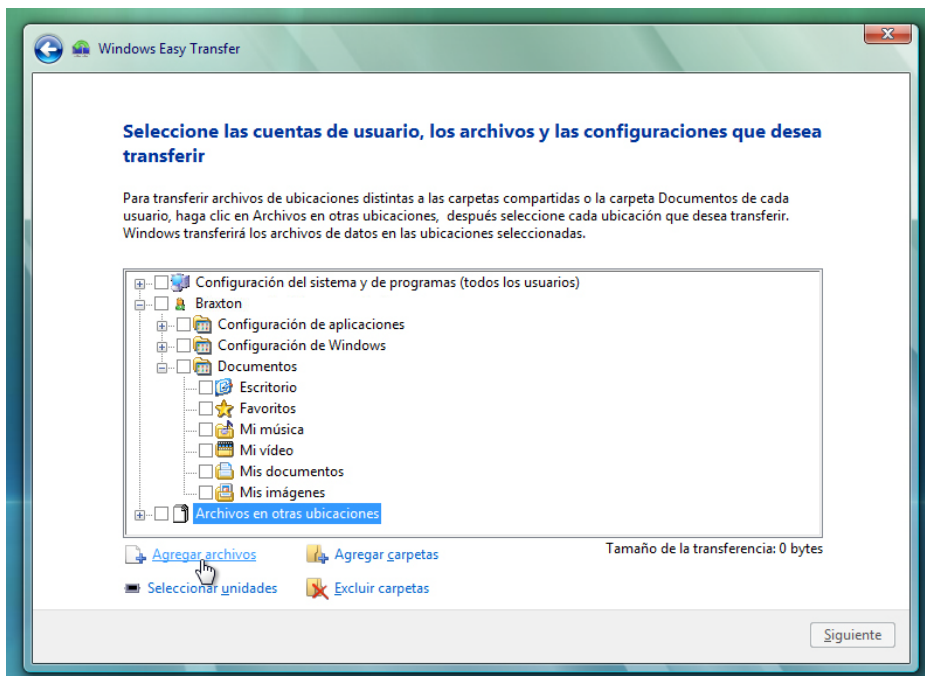 Windows Easy Transfer
Seleccione las cuentas de usuario, los archivos y las configuraciones que desea
transferir
Para transferir archivos de ubicaciones distintas a las carpetas compartidas o la carpeta Documentos de cada
usuario, haga clic en Archivos en otras ubicaciones, después seleccione cada ubicación que desea transferir.
Windows transferirá los archivos de datos en las ubicaciones seleccionadas.
Configuración del sistema y de programas (todos los usuarios)
Braxton
Configuración de aplicaciones
Configuración de Windows
Documentos
Escritorio
Favoritos
Mi música
Mi vídeo
Mis documentos
Mis imágenes
Archivos en otras ubicaciones
Agregar archivos Agregar carpetas Tamaño de la transferencia: 0 bytes
Seleccionar unidades Excluir carpetas
Siguiente